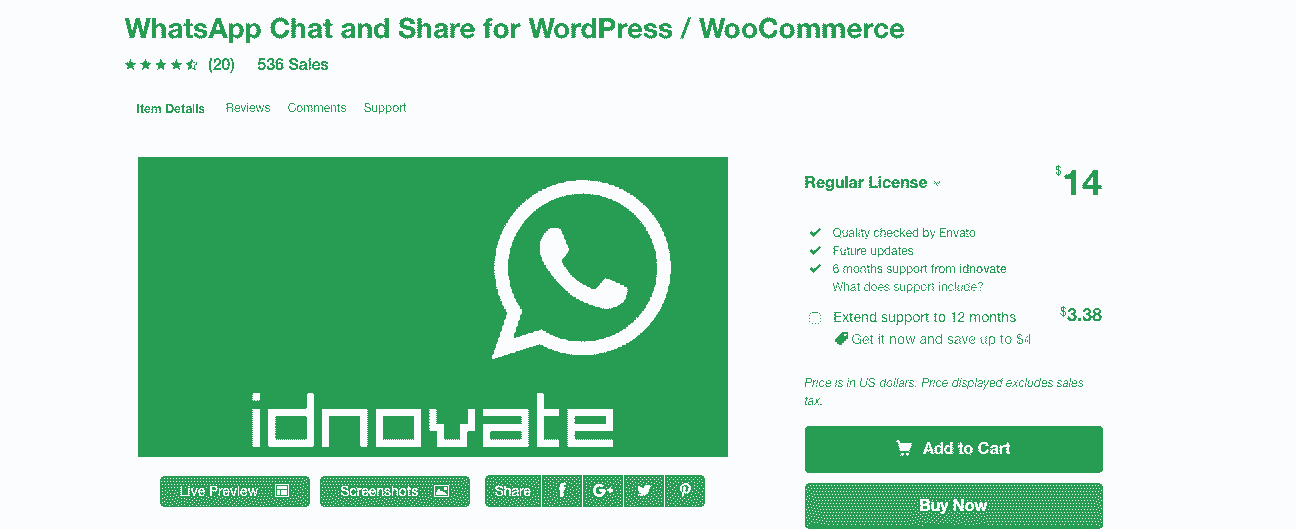 WhatsApp Chat and Share for WordPress / WooCommerce
(20) 536 Sales
Item Details Reviews Comments Support
idnovate
Live Preview Screenshots Share
Regular License $14
Quality checked by Envato
Future updates
6 months support from idnovate
What does support include?
Extend support to 12 months $3.38
Get it now and save up to $4
Price is in US dollars. Price displayed excludes sales
tax.
Add to Cart
Buy Now